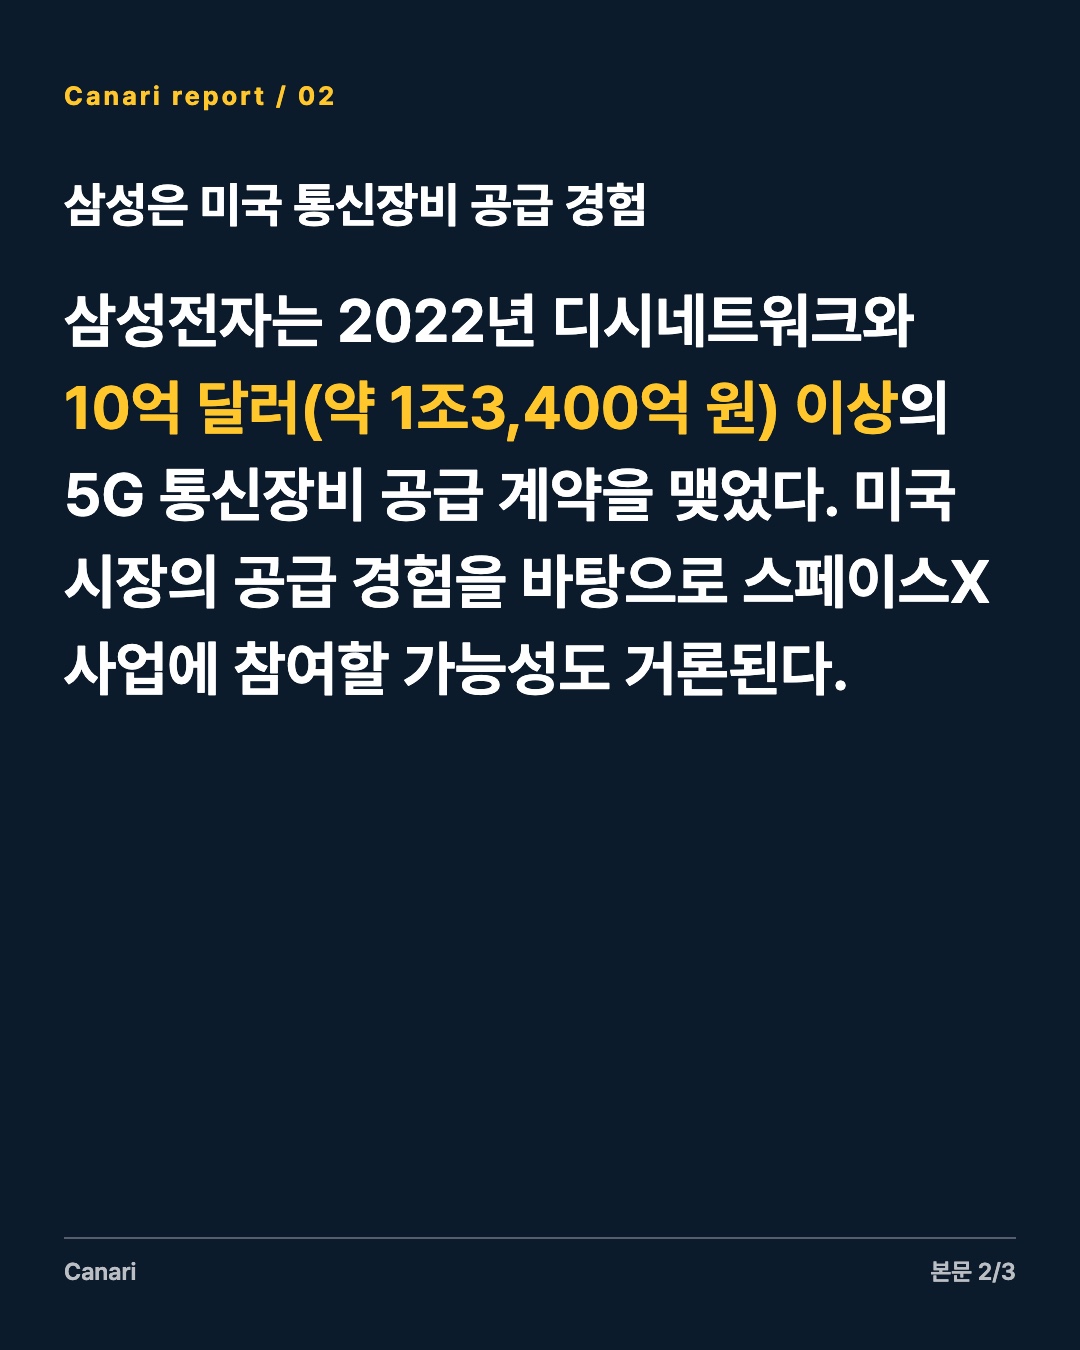 Canari report / 02
삼성은 미국 통신장비 공급 경험
삼성전자는 2022년 디시네트워크와
10억 달러(약 1조3,400억 원) 이상의
5G 통신장비 공급 계약을 맺었다. 미국
시장의 공급 경험을 바탕으로 스페이스X
사업에 참여할 가능성도 거론된다.
Canari
본문 2/3